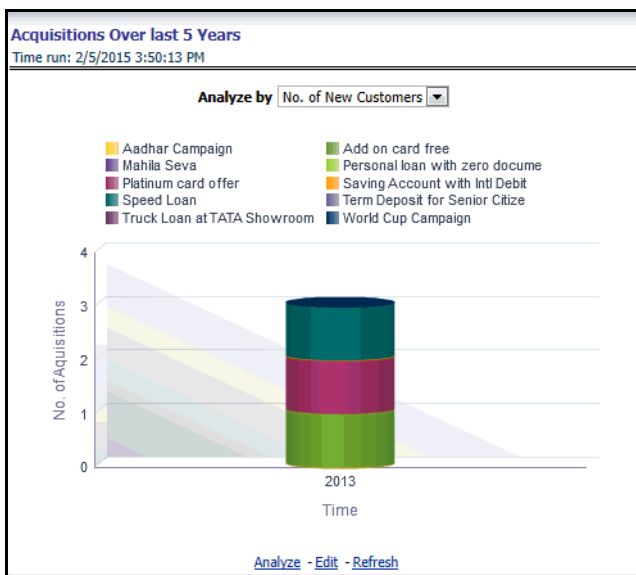 Acquisitions Over last 5 Years
Time run: 2/5/2015 3:50:13 PM
Analyze by No. of New Customers
Aadhar Campaign Add on card free
Mahila Seva Personal loan with zero docume
Platinum card offer Saving Account with Intl Debit
Speed Loan Term Deposit for Senior Citize
Truck Loan at TATA Showroom World Cup Campaign
4
3
2
1
0
No. of Aquisitions
2013
Time
Analyze - Edit - Refresh